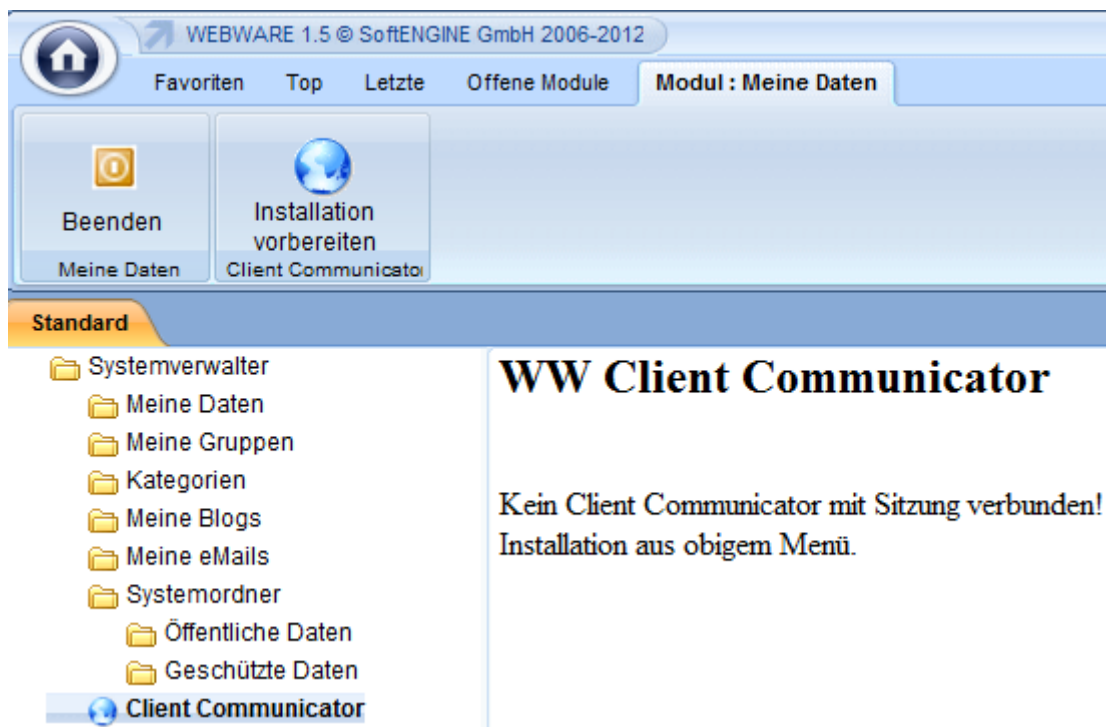 WEBWARE 1.5 © SoftENGINE GmbH 2006-2012
Favoriten Top Letzte Offene Module Modul : Meine Daten
Beenden
Installation
vorbereiten
Meine Daten Client Communicator
Standard
Systemverwalter
Meine Daten
Meine Gruppen
Kategorien
Meine Blogs
Meine eMails
Systemordner
Öffentliche Daten
Geschützte Daten
Client Communicator
WW Client Communicator
Kein Client Communicator mit Sitzung verbunden!
Installation aus obigem Menü.